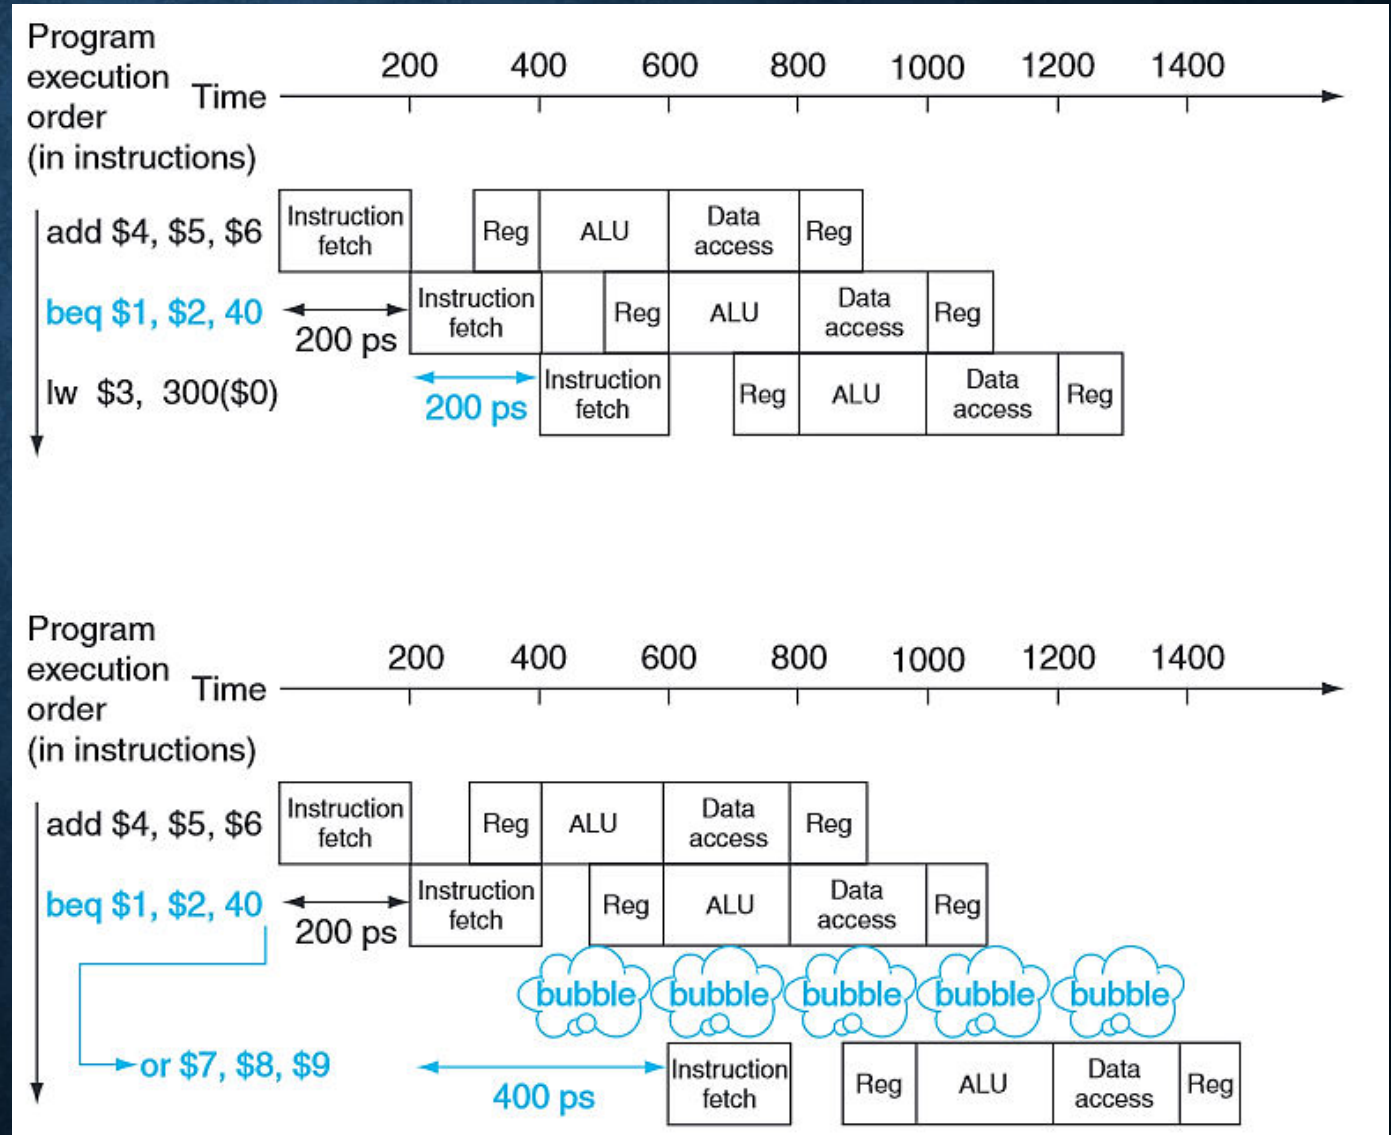 Program
execution
order
(in instructions)
Time
200 400 600 800 1000 1200 1400
add $4, $5, $6
Instruction
fetch
Reg
ALU
Data
access
Reg
beq $1, $2, 40
200 ps
Instruction
fetch
Reg
ALU
Data
access
Reg
lw $3, 300($0)
200 ps
Instruction
fetch
Reg
ALU
Data
access
Reg
Program
execution
order
(in instructions)
Time
200 400 600 800 1000 1200 1400
add $4, $5, $6
Instruction
fetch
Reg
ALU
Data
access
Reg
beq $1, $2, 40
200 ps
Instruction
fetch
Reg
ALU
Data
access
Reg
bubble bubble bubble bubble bubble
or $7, $8, $9
400 ps
Instruction
fetch
Reg
ALU
Data
access
Reg